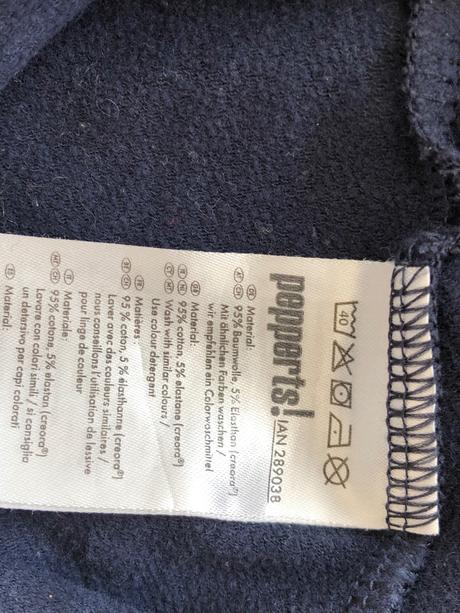 40
pepperts! IAN 289038
Material:
95% Baumwolle, 5% Elasthan (creora®)
Mit ähnlichen Farben waschen /
wir empfehlen ein Colorwaschmittel
Material:
95% cotton, 5% elastane (creora®)
Wash with similar colours /
Use colour detergent
Matières:
95% coton, 5% élasthanne (creora®)
Laver avec des couleurs similaires /
nous conseillons l'utilisation de lessive
pour linge de couleur
Materiale:
95% cotone, 5% elastan (creora®)
Lavare con colori simili / si consiglia
un detersivo per capi colorati
Material: